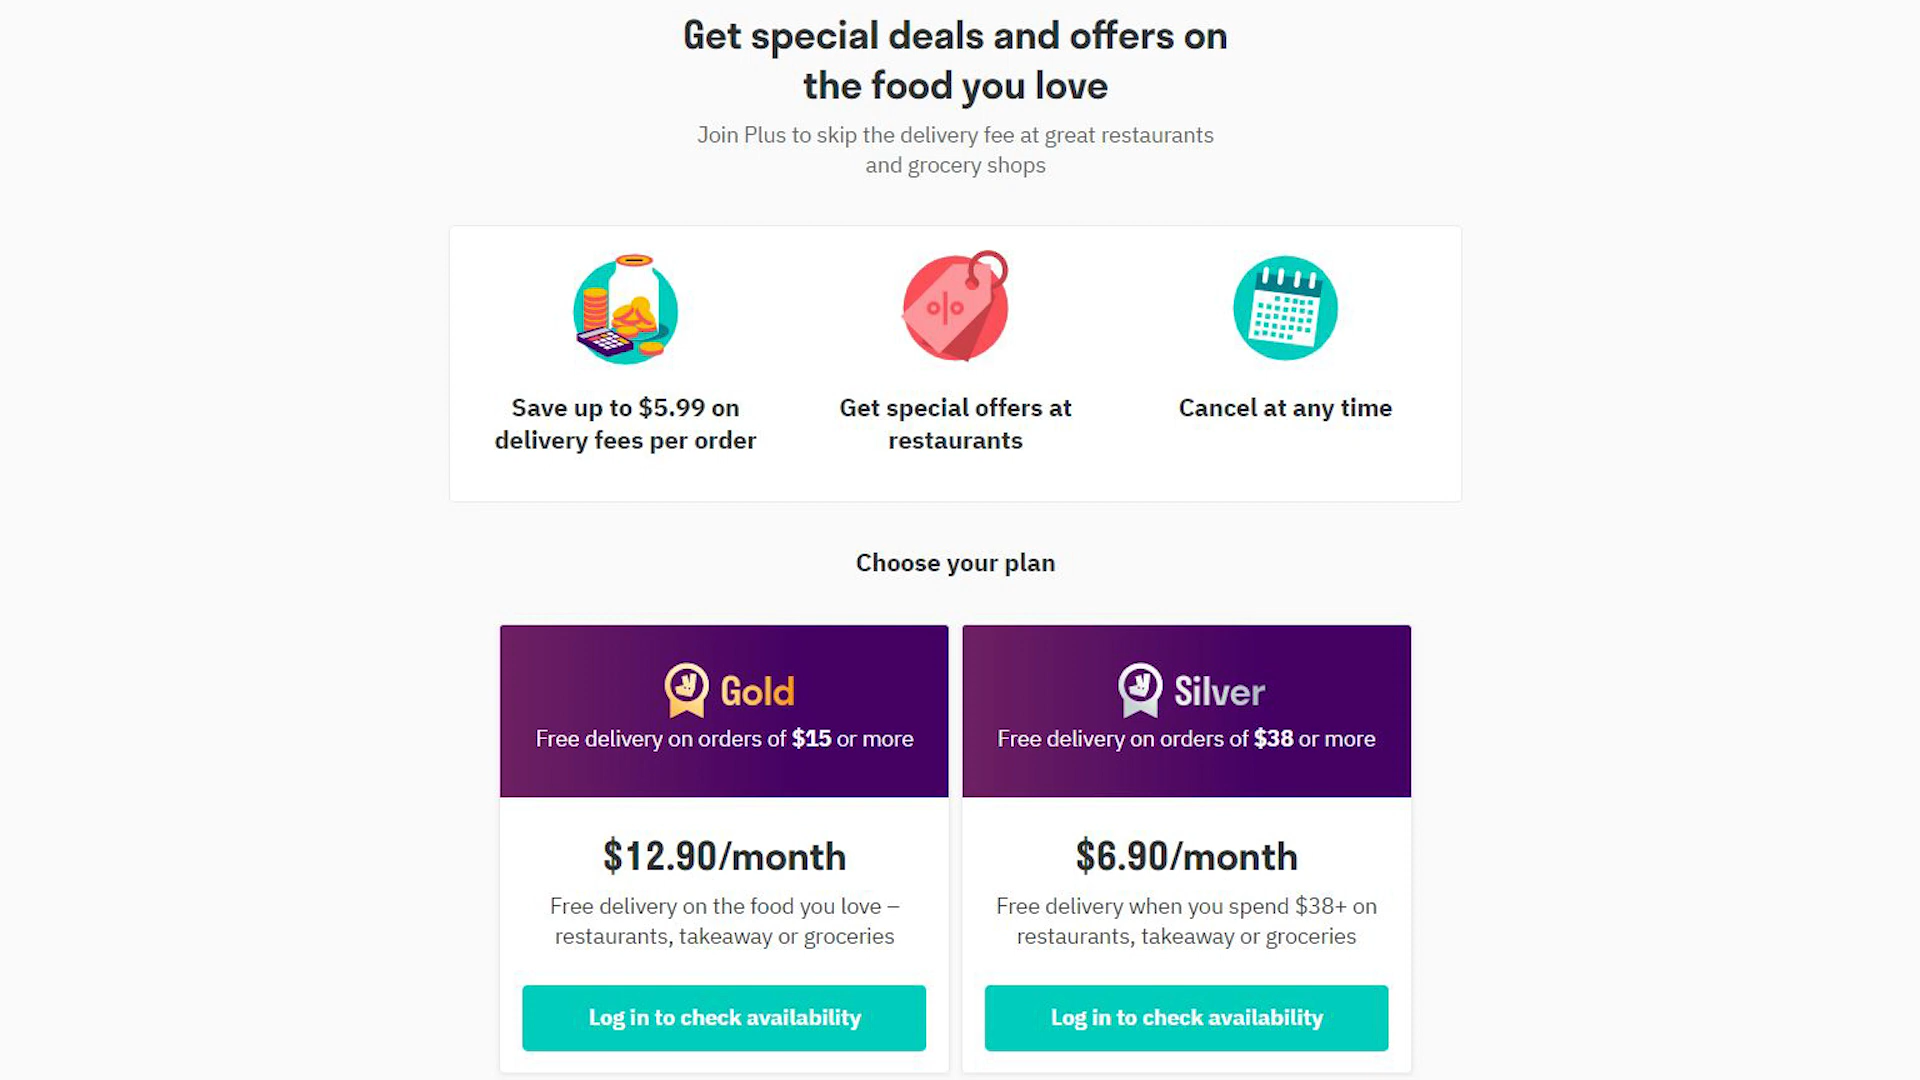 Get special deals and offers on
the food you love
Join Plus to skip the delivery fee at great restaurants
and grocery shops
%
Save up to $5.99 on
delivery fees per order
Get special offers at
restaurants
Cancel at any time
Choose your plan
Gold
Free delivery on orders of $15 or more
$12.90/month
Free delivery on the food you love –
restaurants, takeaway or groceries
Log in to check availability
Silver
Free delivery on orders of $38 or more
$6.90/month
Free delivery when you spend $38+ on
restaurants, takeaway or groceries
Log in to check availability